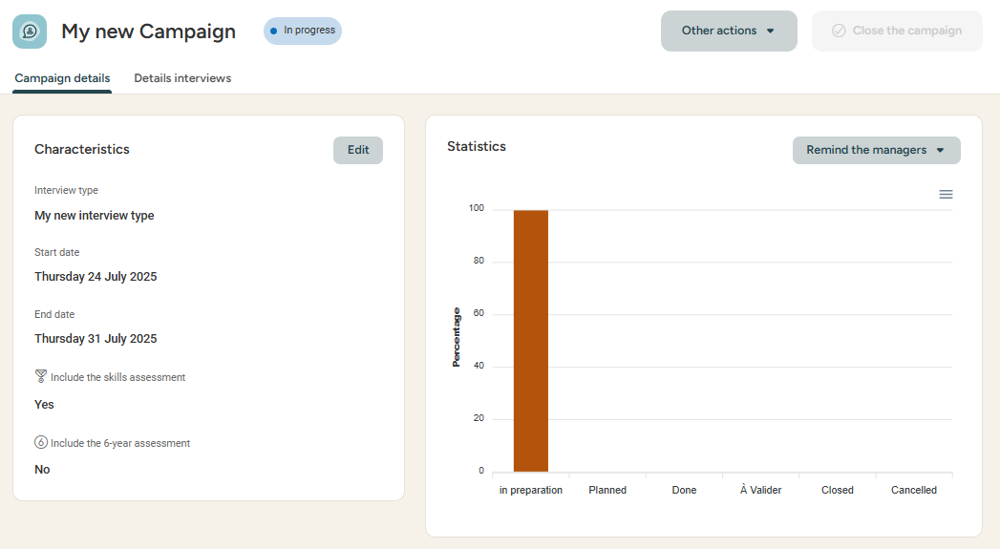 My new Campaign
In progress
Other actions
Close the campaign
Campaign details
Details interviews
Characteristics
Edit
Interview type
My new interview type
Start date
Thursday 24 July 2025
End date
Thursday 31 July 2025
Include the skills assessment
Yes
6 Include the 6-year assessment
No
Statistics
Remind the managers
Percentage
100
80
60
40
20
0
in preparation
Planned
Done
À Valider
Closed
Cancelled